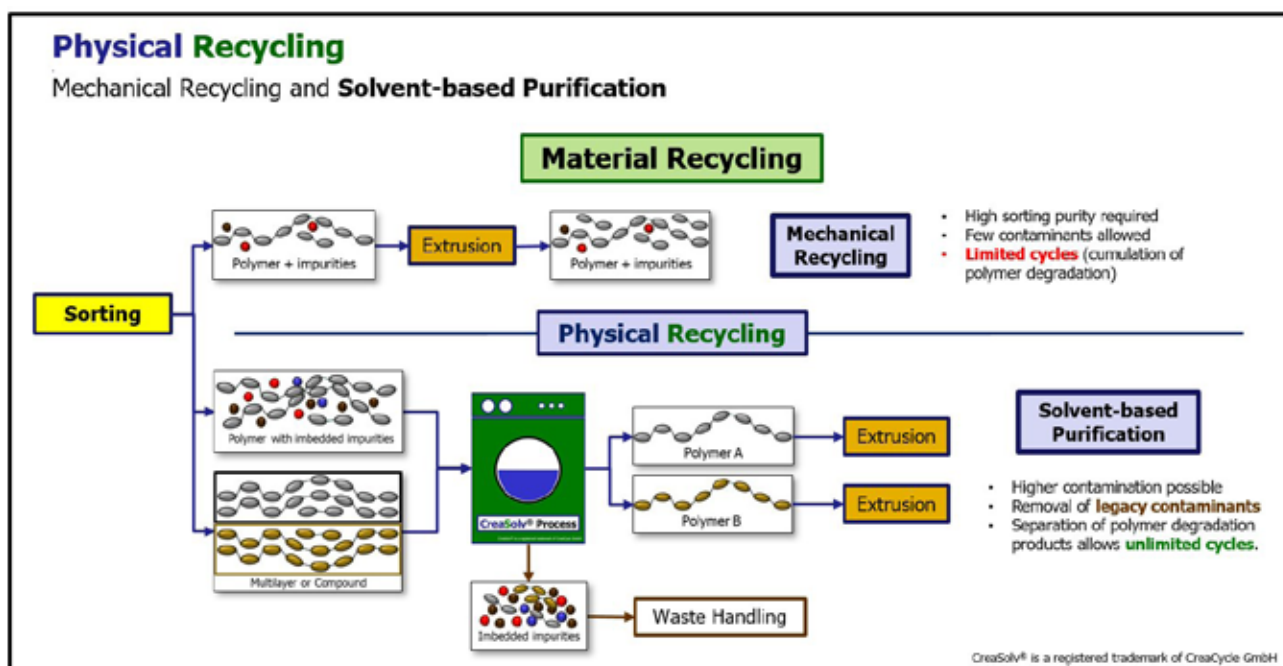 Physical Recycling
Mechanical Recycling and Solvent-based Purification
Material Recycling
Polymer + impurities
Extrusion
Polymer + impurities
Mechanical
Recycling
• High sorting purity required
• Few contaminants allowed
• Limited cycles (cumulation of
polymer degradation)
Sorting
Physical Recycling
Polymer with imbedded impurities
Multilayer or Compound
CreaSolv® Process
Polymer A
Extrusion
Polymer B
Extrusion
Solvent-based
Purification
• Higher contamination possible
• Removal of legacy contaminants
• Separation of polymer degradation
products allows unlimited cycles.
Imbedded impurities
Waste Handling
CreaSolv® is a registered trademark of CreaCycle GmbH